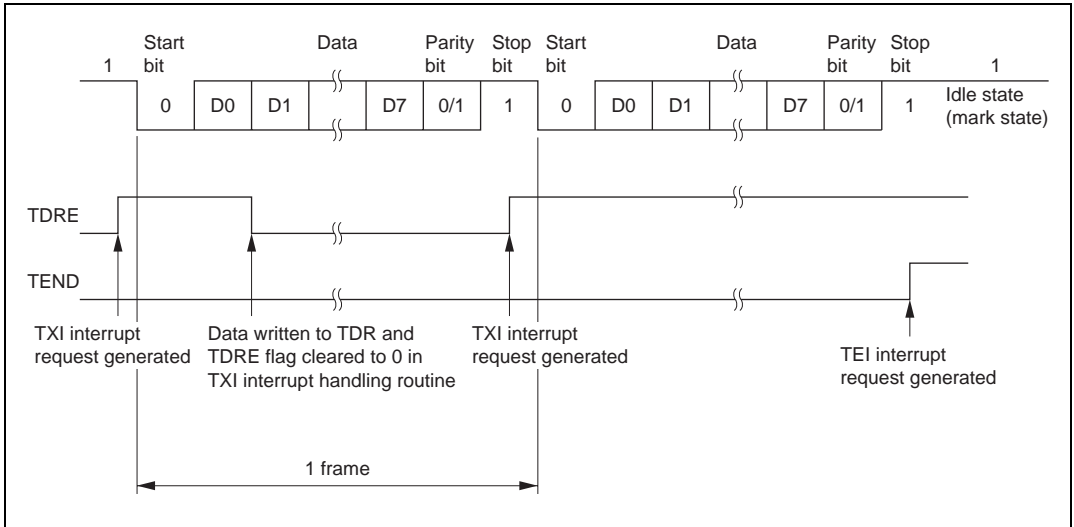 Start Data Parity Stop Start Data Parity Stop
1 bit bit bit bit bit bit 1
0 D0 D1 D7 0/1 1 0 D0 D1 D7 0/1 1 Idle state
(mark state)
TDRE
TEND
TXI interrupt
request generated
Data written to TDR and
TDRE flag cleared to 0 in
TXI interrupt handling routine
TXI interrupt
request generated
TEI interrupt
request generated
1 frame